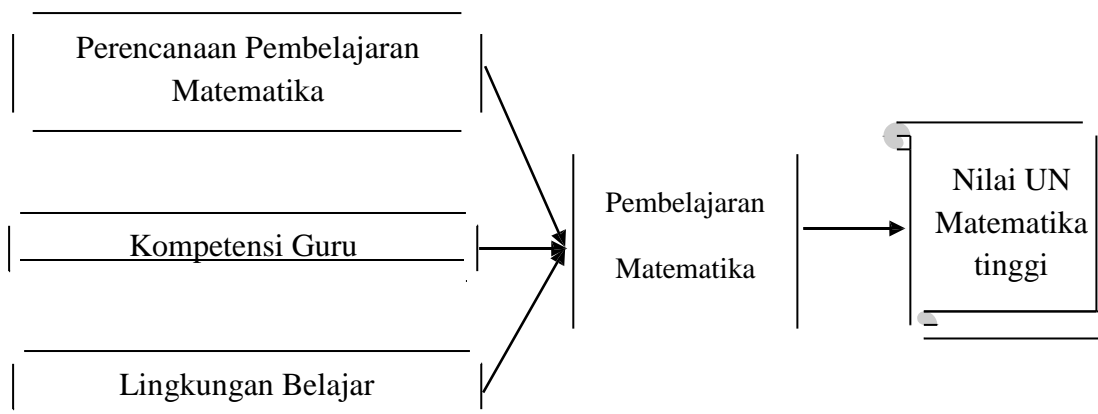 Perencanaan Pembelajaran
Matematika
Kompetensi Guru
Lingkungan Belajar
Pembelajaran
Matematika
Nilai UN
Matematika
tinggi